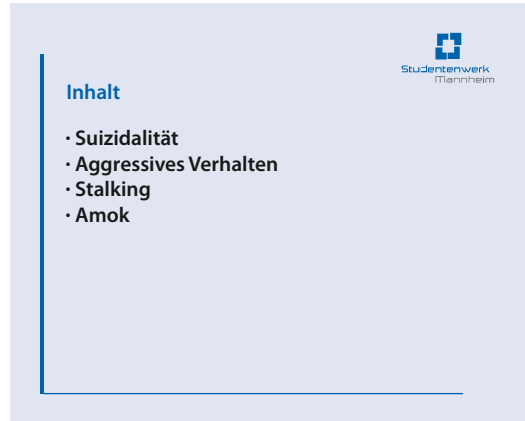 Studentenwerk
Mannheim
Inhalt
· Suizidalität
· Aggressives Verhalten
· Stalking
· Amok